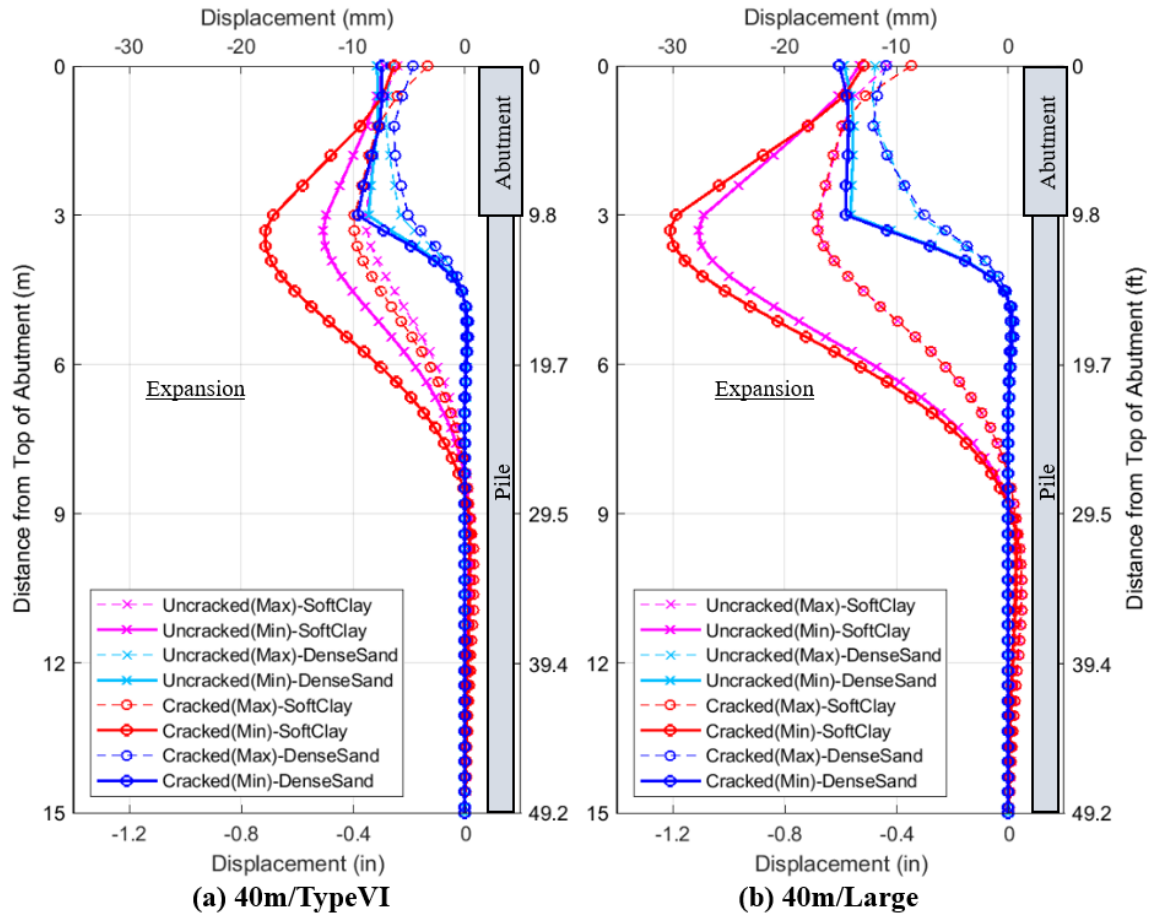 Displacement (mm)
-30 -20 -10 0
0 0
3 9.8
6 19.7
9 29.5
12 39.4
15 49.2
Distance from Top of Abutment (m)
Abutment
Pile
Expansion
Uncracked(Max)-SoftClay
Uncracked(Min)-SoftClay
Uncracked(Max)-DenseSand
Uncracked(Min)-DenseSand
Cracked(Max)-SoftClay
Cracked(Min)-SoftClay
Cracked(Max)-DenseSand
Cracked(Min)-DenseSand
-1.2 -0.8 -0.4 0
Displacement (in)
(a) 40m/TypeVI
Displacement (mm)
-30 -20 -10 0
0 0
3 9.8
6 19.7
9 29.5
12 39.4
15 49.2
Abutment
Pile
Distance from Top of Abutment (ft)
Expansion
Uncracked(Max)-SoftClay
Uncracked(Min)-SoftClay
Uncracked(Max)-DenseSand
Uncracked(Min)-DenseSand
Cracked(Max)-SoftClay
Cracked(Min)-SoftClay
Cracked(Max)-DenseSand
Cracked(Min)-DenseSand
-1.2 -0.8 -0.4 0
Displacement (in)
(b) 40m/Large